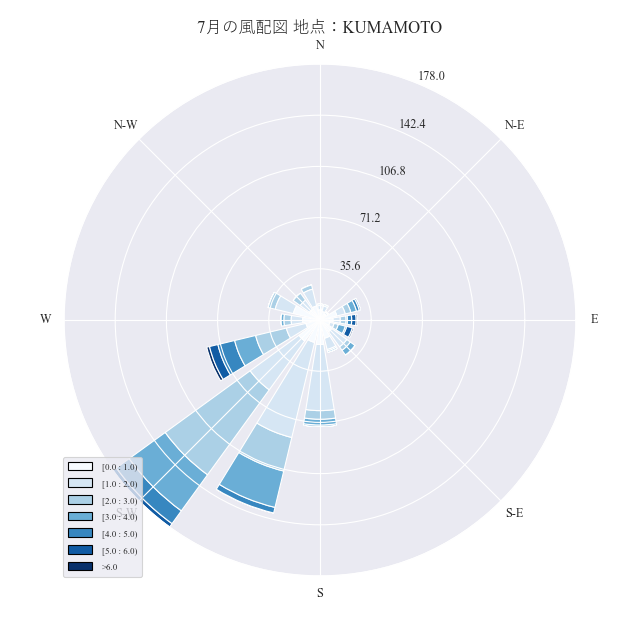 7月の風配図 地点：KUMAMOTO
N
178.0
N-W
N-E
142.4
106.8
71.2
35.6
W
E
[0.0 : 1.0)
[1.0 : 2.0)
[2.0 : 3.0)
[3.0 : 4.0)
[4.0 : 5.0)
[5.0 : 6.0)
>6.0
S-W
S-E
S